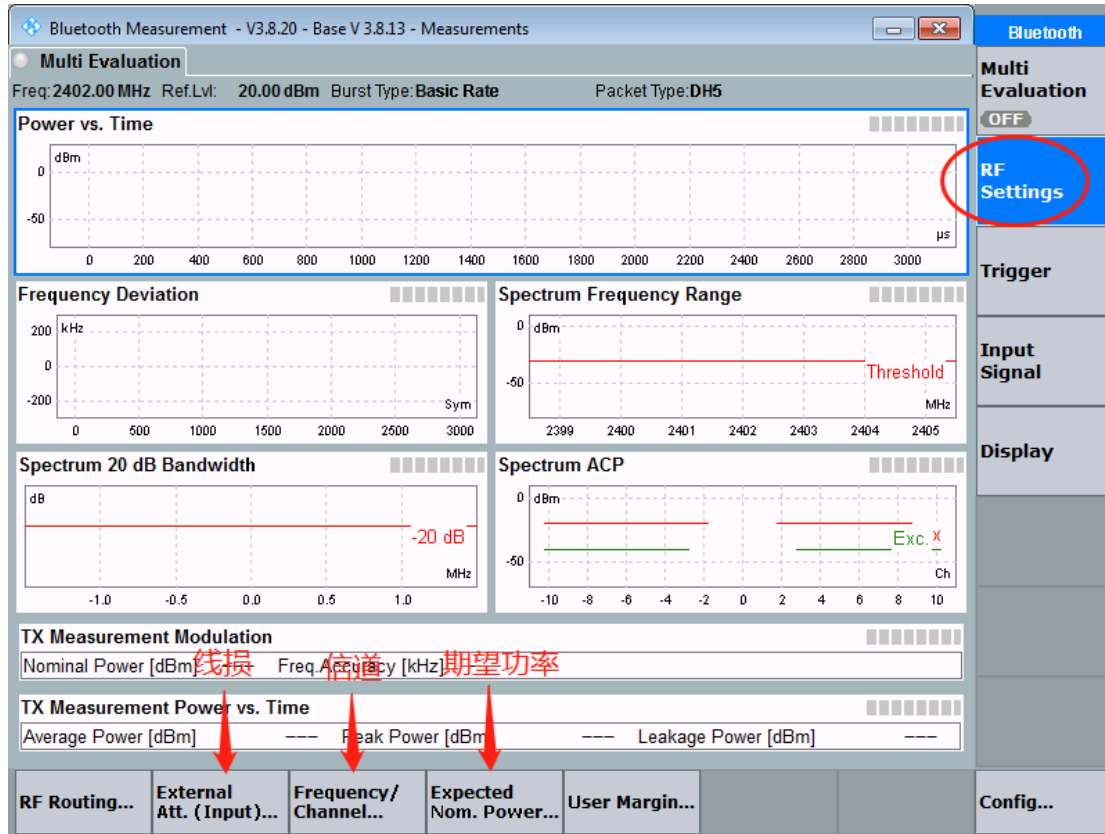 Bluetooth Measurement - V3.8.20 - Base V 3.8.13 - Measurements
Bluetooth
Multi Evaluation
Multi
Evaluation
OFF
Freq:2402.00 MHz Ref.Lvl: 20.00 dBm Burst Type:Basic Rate Packet Type:DH5
Power vs. Time
dBm
0
-50
µs
0 200 400 600 800 1000 1200 1400 1600 1800 2000 2200 2400 2600 2800 3000
RF
Settings
Trigger
Input
Signal
Display
Frequency Deviation
200 kHz
0
-200
Sym
0 500 1000 1500 2000 2500 3000
Spectrum Frequency Range
0 dBm
Threshold
-50
MHz
2399 2400 2401 2402 2403 2404 2405
Spectrum 20 dB Bandwidth
dB
-20 dB
MHz
-1.0 -0.5 0.0 0.5 1.0
Spectrum ACP
0 dBm
Exc. x
-50
Ch
-10 -8 -6 -4 -2 0 2 4 6 8 10
TX Measurement Modulation
线损 信道 期望功率
Nominal Power [dBm] --- Freq.Accuracy [kHz]
TX Measurement Power vs. Time
Average Power [dBm] --- Peak Power [dBm] --- Leakage Power [dBm] ---
RF Routing...
External
Att. (Input)...
Frequency/
Channel...
Expected
Nom. Power...
User Margin...
Config...